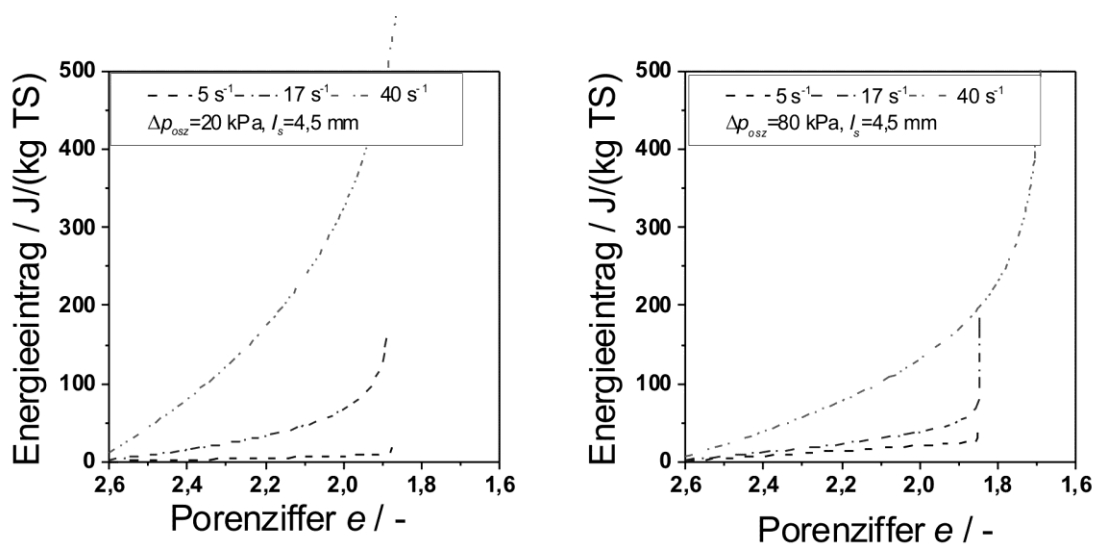 Energieeintrag / J/(kg TS)
500
400
300
200
100
0
5 s⁻¹ 17 s⁻¹ 40 s⁻¹
Δp_osz=20 kPa, l_s=4,5 mm
2,6 2,4 2,2 2,0 1,8 1,6
Porenziffer e / -
Energieeintrag / J/(kg TS)
500
400
300
200
100
0
5 s⁻¹ 17 s⁻¹ 40 s⁻¹
Δp_osz=80 kPa, l_s=4,5 mm
2,6 2,4 2,2 2,0 1,8 1,6
Porenziffer e / -